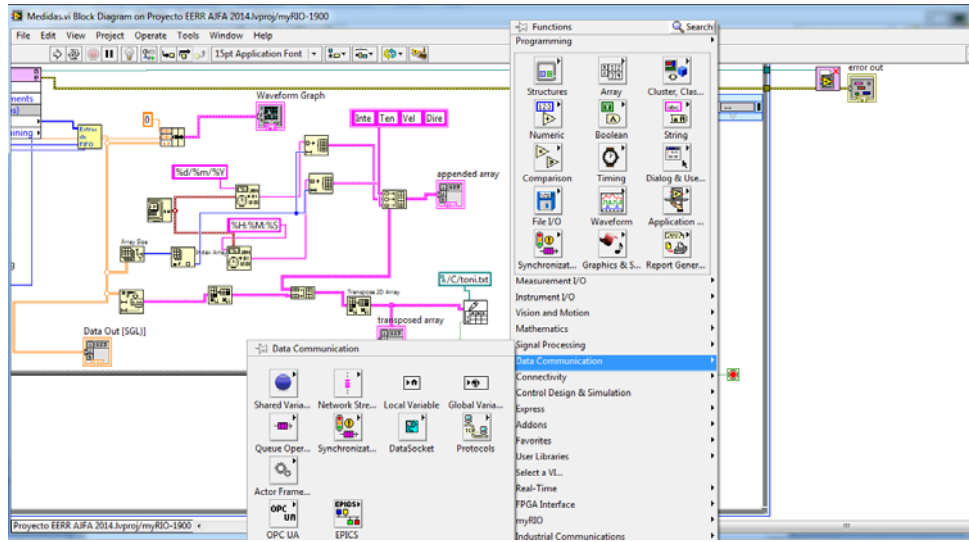 Medidas.vi Block Diagram on Proyecto EERR AJFA 2014.lvproj/myRIO-1900
File Edit View Project Operate Tools Window Help
15pt Application Font
Functions
Search
Programming
Structures Array Cluster, Clas...
Numeric Boolean String
Comparison Timing Dialog & Use...
File I/O Waveform Application ...
Synchronizat... Graphics & S... Report Gener...
Measurement I/O
Instrument I/O
Vision and Motion
Mathematics
Signal Processing
Data Communication
Connectivity
Control Design & Simulation
Express
Addons
Favorites
User Libraries
Select a VI...
Real-Time
FPGA Interface
myRIO
Industrial Communications
error out
Waveform Graph
0
Inte Ten Vel Dire
%d/%m/%Y
appended array
%H:%M:%S
Array Size
Transpose 2D Array
transposed array
Data Out [SGL)]
Data Communication
Shared Varia... Network Stre... Local Variable Global Varia...
Queue Oper... Synchronizat... DataSocket Protocols
Actor Frame...
OPC UA EPICS
Proyecto EERR AJFA 2014.lvproj/myRIO-1900